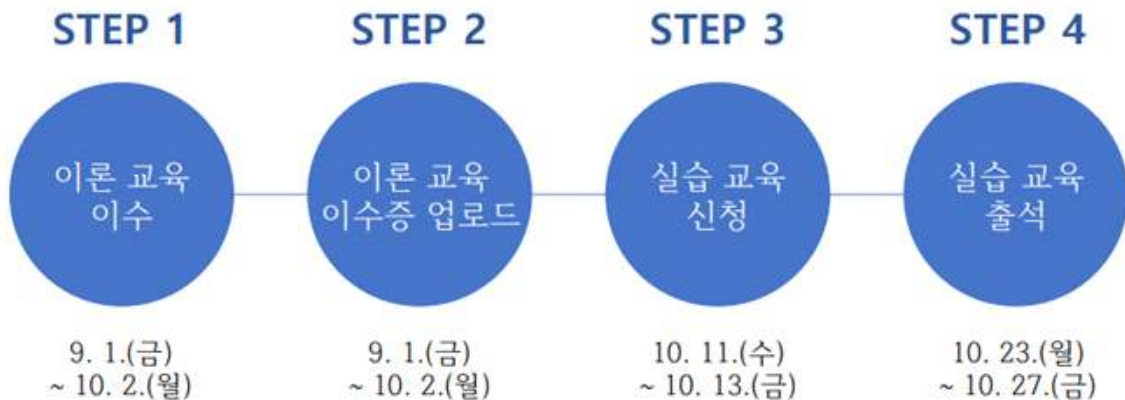 STEP 1
STEP 2
STEP 3
STEP 4
이론 교육
이수
이론 교육
이수증 업로드
실습 교육
신청
실습 교육
출석
9. 1.(금)
~ 10. 2.(월)
9. 1.(금)
~ 10. 2.(월)
10. 11.(수)
~ 10. 13.(금)
10. 23.(월)
~ 10. 27.(금)